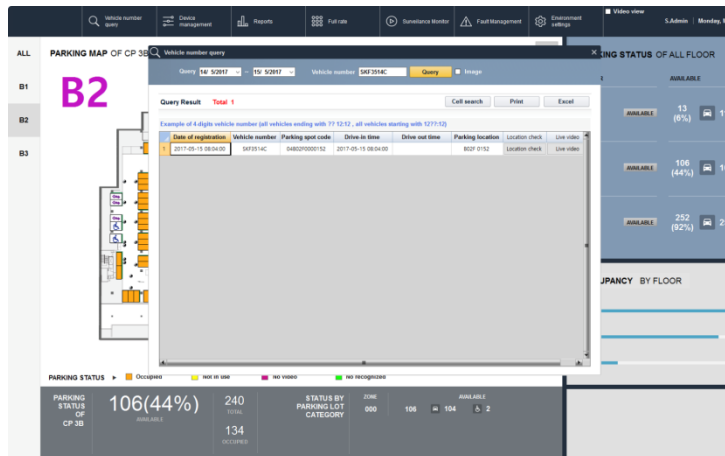 Vehicle number query
Device management
Reports
Full rate
Surveilance Monitor
Fault Management
Environment settings
Video view
S.Admin | Monday,
ALL
B1
B2
B3
PARKING MAP OF CP 3B
B2
Vehicle number query
Query 14/ 5/2017 ~ 15/ 5/2017 Vehicle number SKF3514C Query Image
Query Result Total 1
Cell search Print Excel
Example of 4-digits vehicle number (all vehicles ending with ?? 12:12 , all vehicles starting with 12??:12)
Date of registration Vehicle number Parking spot code Drive-in time Drive out time Parking location Location check Live video
1 2017-05-15 08:04:00 SKF3514C 04B02F0000152 2017-05-15 08:04:00 B02F 0152 Location check Live video
ING STATUS OF ALL FLOOR
AVAILABLE
AVAILABLE 13 (6%)
AVAILABLE 106 (44%)
AVAILABLE 252 (92%)
UPANCY BY FLOOR
PARKING STATUS Occupied Not in use No video No recognized
PARKING STATUS OF CP 3B
106(44%)
AVAILABLE
240
TOTAL
134
OCCUPIED
STATUS BY PARKING LOT CATEGORY
ZONE AVAILABLE
000 106 104 2